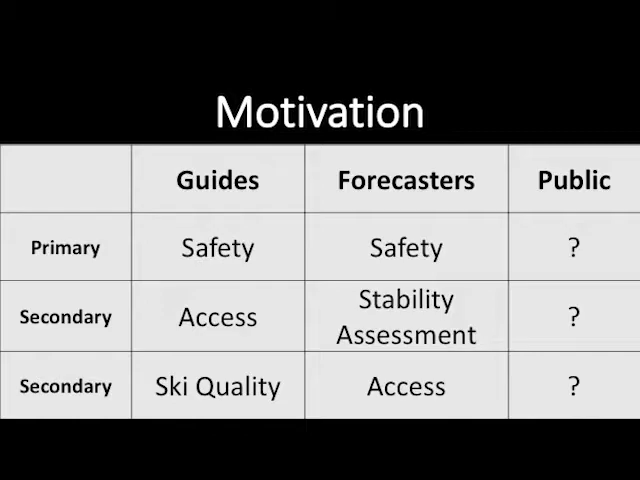 Motivation
Guides Forecasters Public
Primary Safety Safety ?
Secondary Access Stability Assessment ?
Secondary Ski Quality Access ?